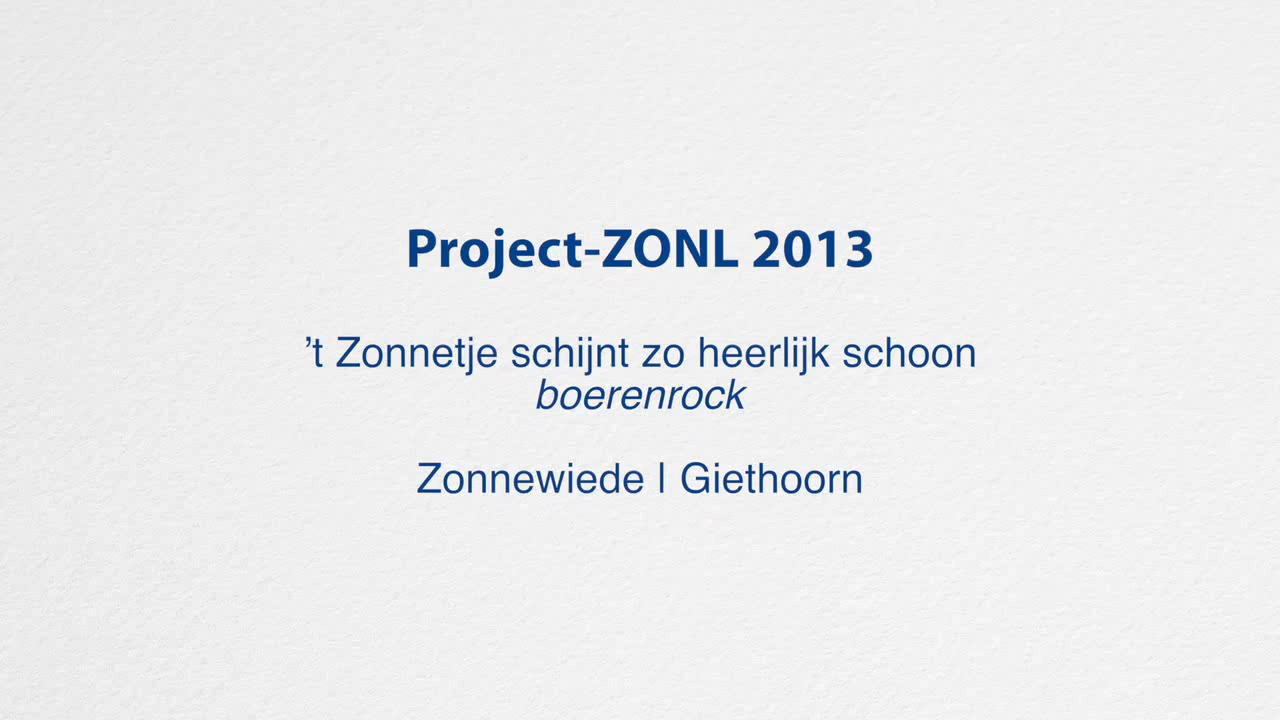 Project-ZONL 2013
’t Zonnetje schijnt zo heerlijk schoon
boerenrock
Zonnewiede | Giethoorn